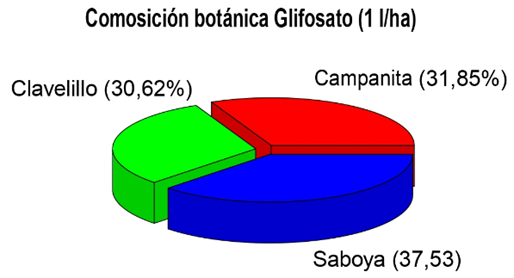 Comosición botánica Glifosato (1 l/ha)
Campanita (31,85%)
Clavelillo (30,62%)
Saboya (37,53)